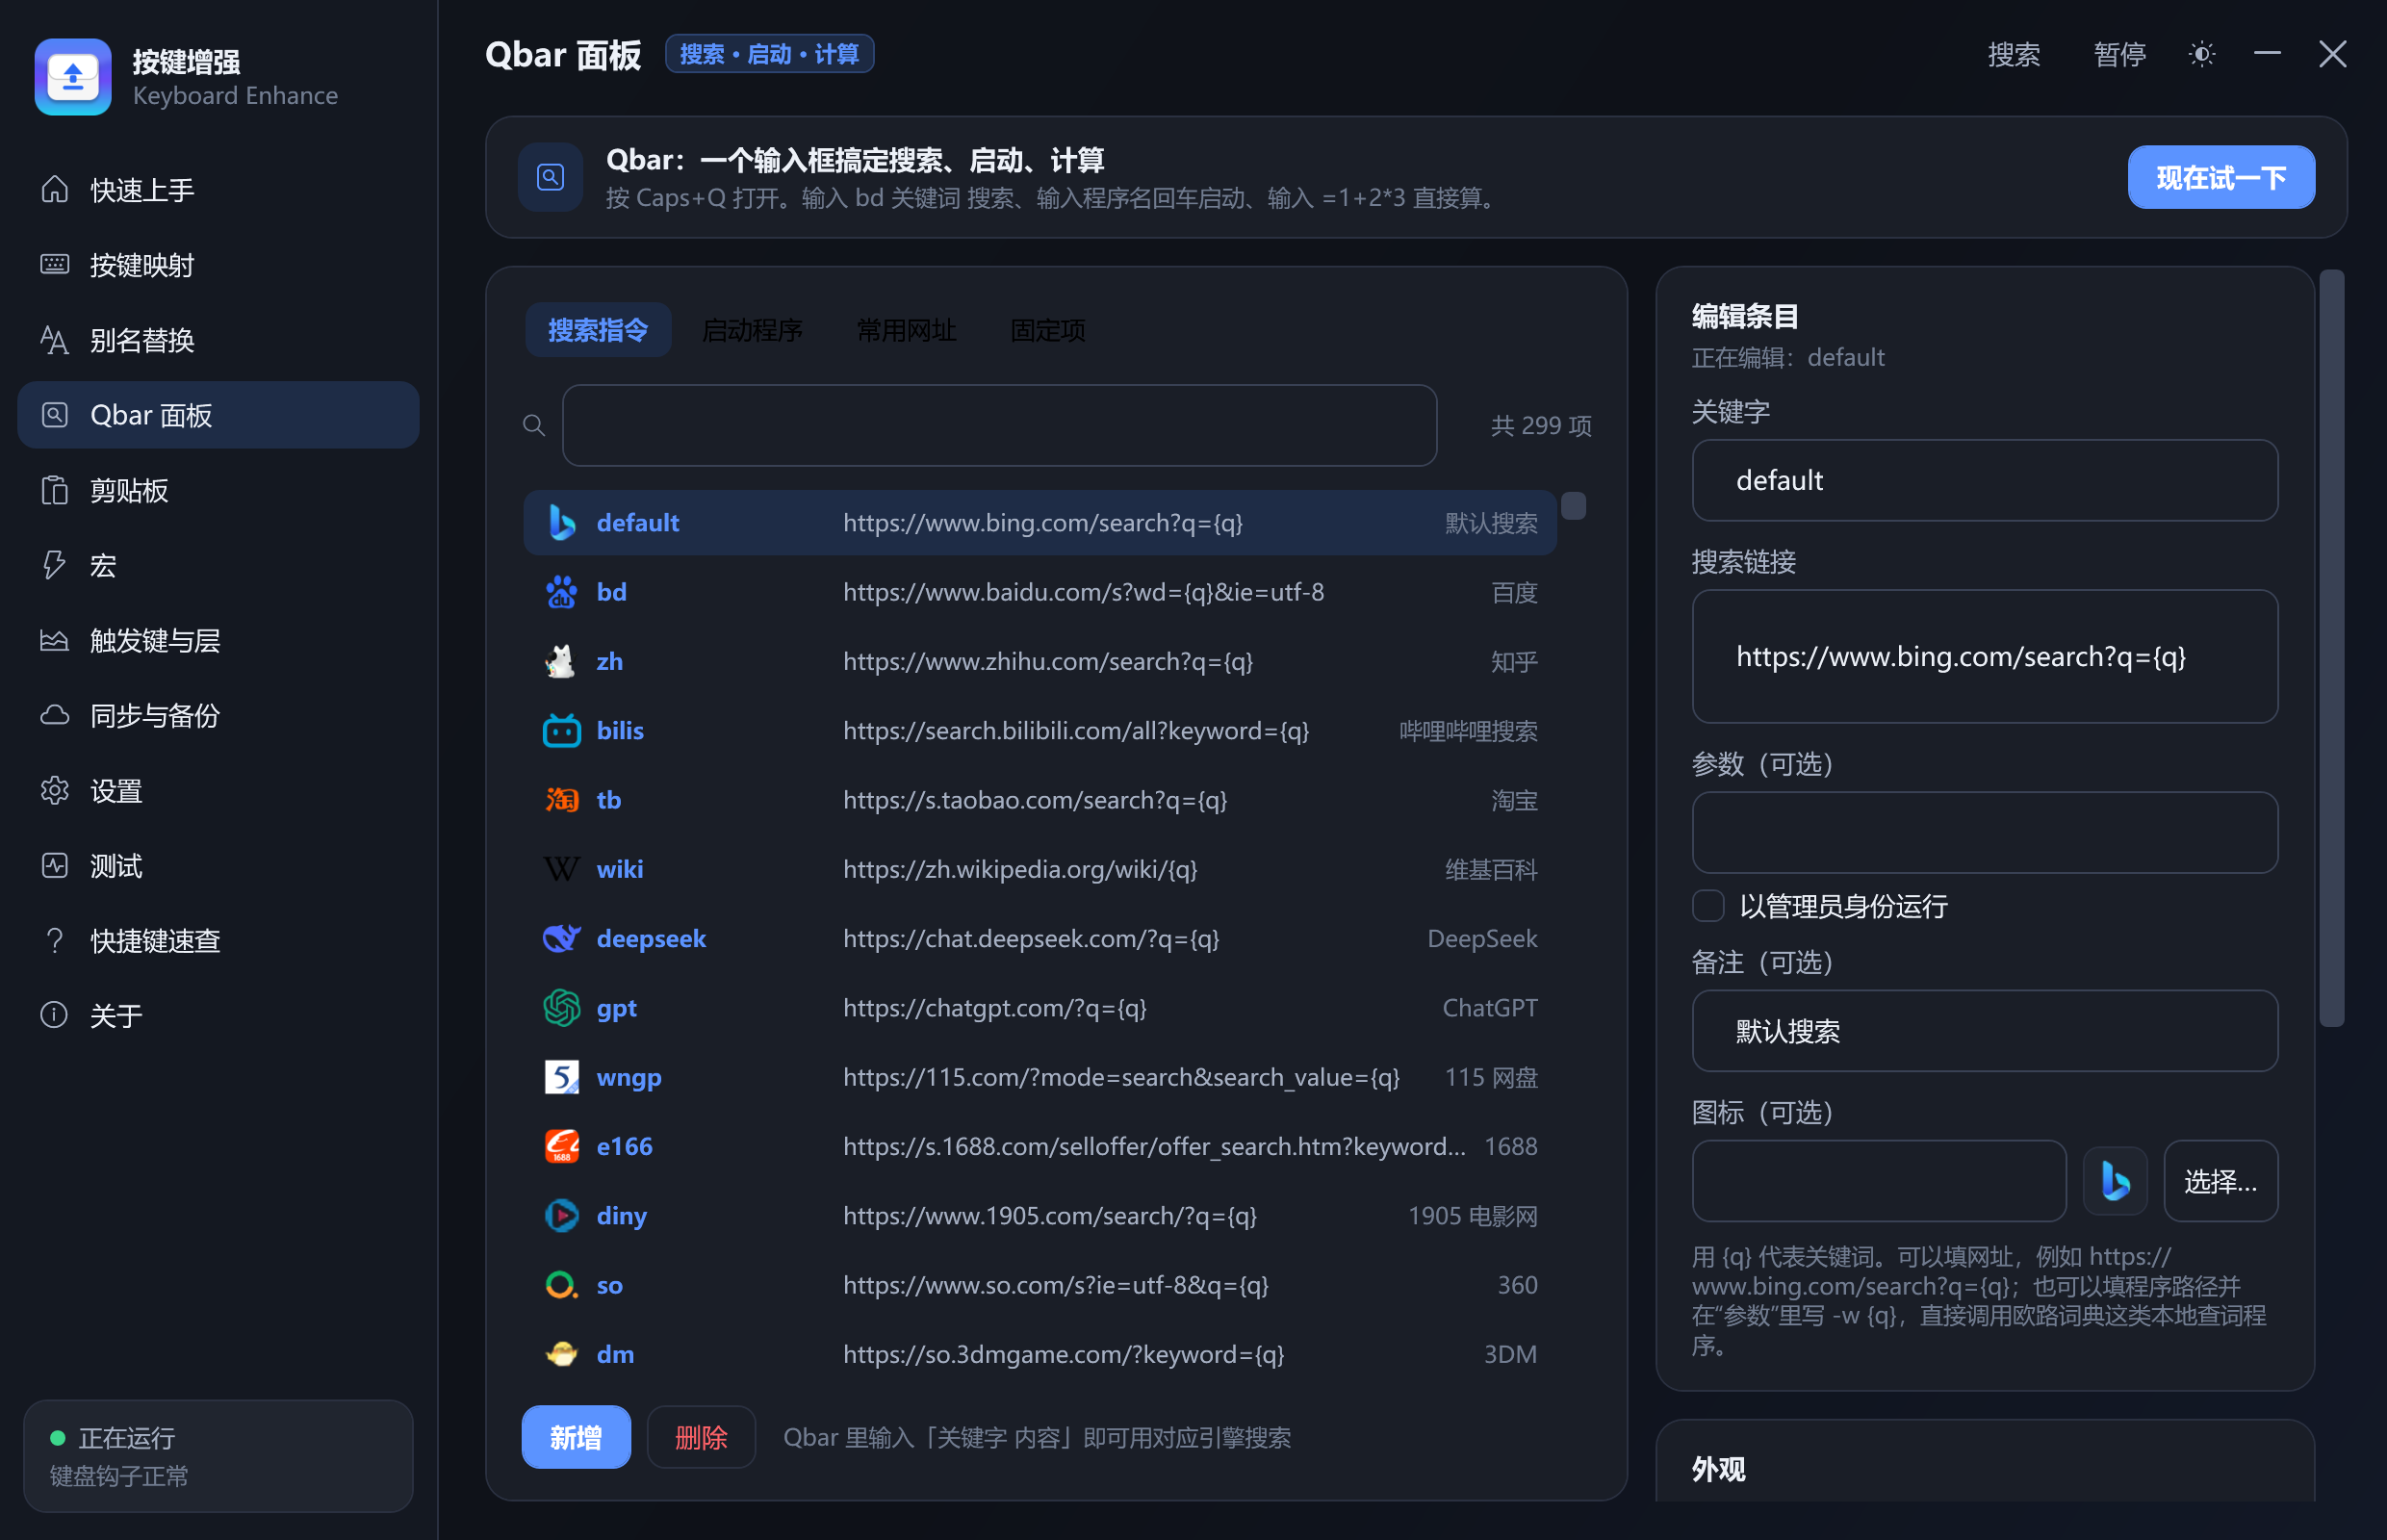 按键增强
Keyboard Enhance
快速上手
按键映射
别名替换
Qbar 面板
剪贴板
宏
触发键与层
同步与备份
设置
测试
快捷键速查
关于
正在运行
键盘钩子正常
Qbar 面板
搜索・启动・计算
搜索
暂停
Qbar：一个输入框搞定搜索、启动、计算
按 Caps+Q 打开。输入 bd 关键词 搜索、输入程序名回车启动、输入 =1+2*3 直接算。
现在试一下
搜索指令
启动程序
常用网址
固定项
共 299 项
default https://www.bing.com/search?q={q} 默认搜索
bd https://www.baidu.com/s?wd={q}&ie=utf-8 百度
zh https://www.zhihu.com/search?q={q} 知乎
bilis https://search.bilibili.com/all?keyword={q} 哔哩哔哩搜索
淘 tb https://s.taobao.com/search?q={q} 淘宝
W wiki https://zh.wikipedia.org/wiki/{q} 维基百科
deepseek https://chat.deepseek.com/?q={q} DeepSeek
gpt https://chatgpt.com/?q={q} ChatGPT
5 wngp https://115.com/?mode=search&search_value={q} 115 网盘
1688 e166 https://s.1688.com/selloffer/offer_search.htm?keyword... 1688
diny https://www.1905.com/search/?q={q} 1905 电影网
so https://www.so.com/s?ie=utf-8&q={q} 360
dm https://so.3dmgame.com/?keyword={q} 3DM
新增
删除
Qbar 里输入「关键字 内容」即可用对应引擎搜索
编辑条目
正在编辑：default
关键字
default
搜索链接
https://www.bing.com/search?q={q}
参数（可选）
以管理员身份运行
备注（可选）
默认搜索
图标（可选）
选择...
用 {q} 代表关键词。可以填网址，例如 https://
www.bing.com/search?q={q}；也可以填程序路径并
在“参数”里写 -w {q}，直接调用欧路词典这类本地查词程
序。
外观